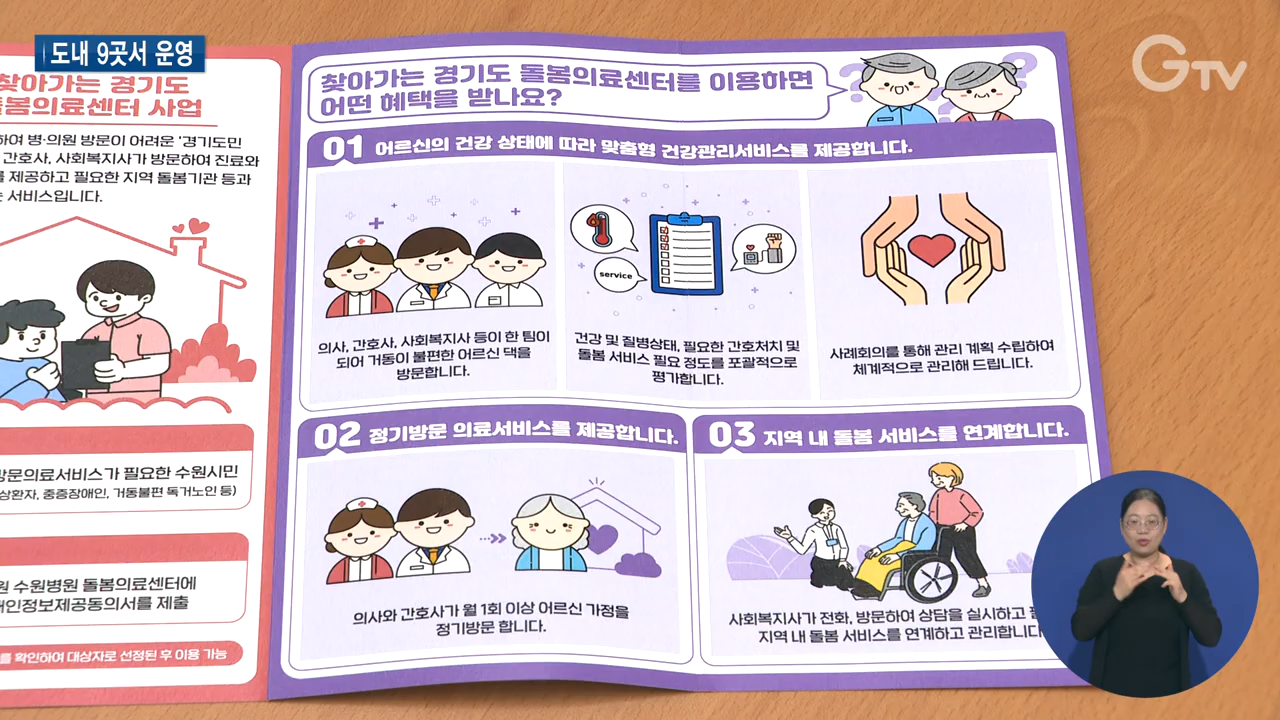 도내 9곳서 운영
GTV
찾아가는 경기도
돌봄의료센터 사업
하여 병·의원 방문이 어려운 '경기도민
간호사, 사회복지사가 방문하여 진료와
를 제공하고 필요한 지역 돌봄기관 등과
는 서비스입니다.
방문의료서비스가 필요한 수원시민
상환자, 중증장애인, 거동불편 독거노인 등)
원 수원병원 돌봄의료센터에
개인정보제공동의서를 제출
를 확인하여 대상자로 선정된 후 이용 가능
찾아가는 경기도 돌봄의료센터를 이용하면
어떤 혜택을 받나요?
01 어르신의 건강 상태에 따라 맞춤형 건강관리서비스를 제공합니다.
의사, 간호사, 사회복지사 등이 한 팀이
되어 거동이 불편한 어르신 댁을
방문합니다.
service
건강 및 질병상태, 필요한 간호처치 및
돌봄 서비스 필요 정도를 포괄적으로
평가합니다.
사례회의를 통해 관리 계획 수립하여
체계적으로 관리해 드립니다.
02 정기방문 의료서비스를 제공합니다.
의사와 간호사가 월 1회 이상 어르신 가정을
정기방문 합니다.
03 지역 내 돌봄 서비스를 연계합니다.
사회복지사가 전화, 방문하여 상담을 실시하고
지역 내 돌봄 서비스를 연계하고 관리합니다